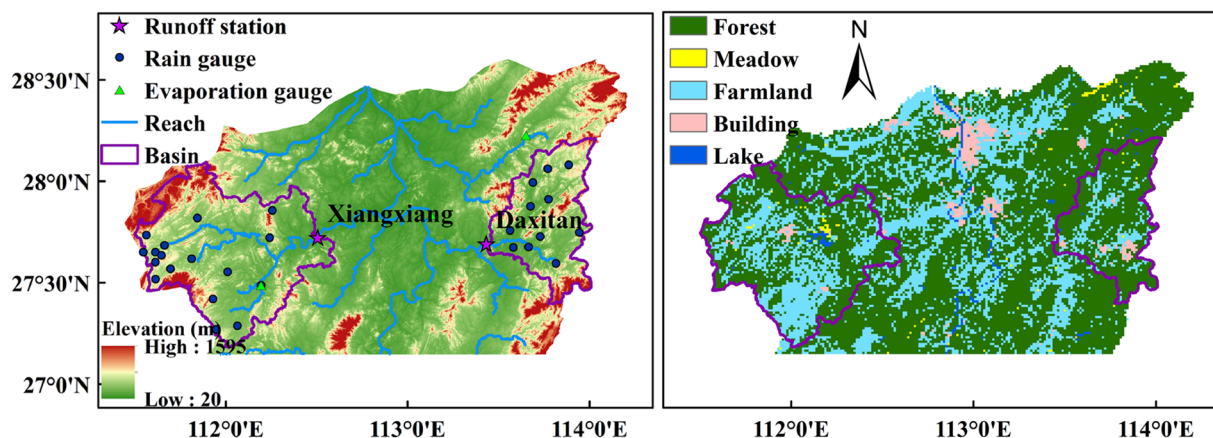 Runoff station
Rain gauge
Evaporation gauge
Reach
Basin
28°30'N
28°0'N
27°30'N
27°0'N
Xiangxiang
Daxitan
Elevation (m)
High : 1595
Low : 20
112°0'E
113°0'E
114°0'E
Forest
Meadow
Farmland
Building
Lake
N
112°0'E
113°0'E
114°0'E